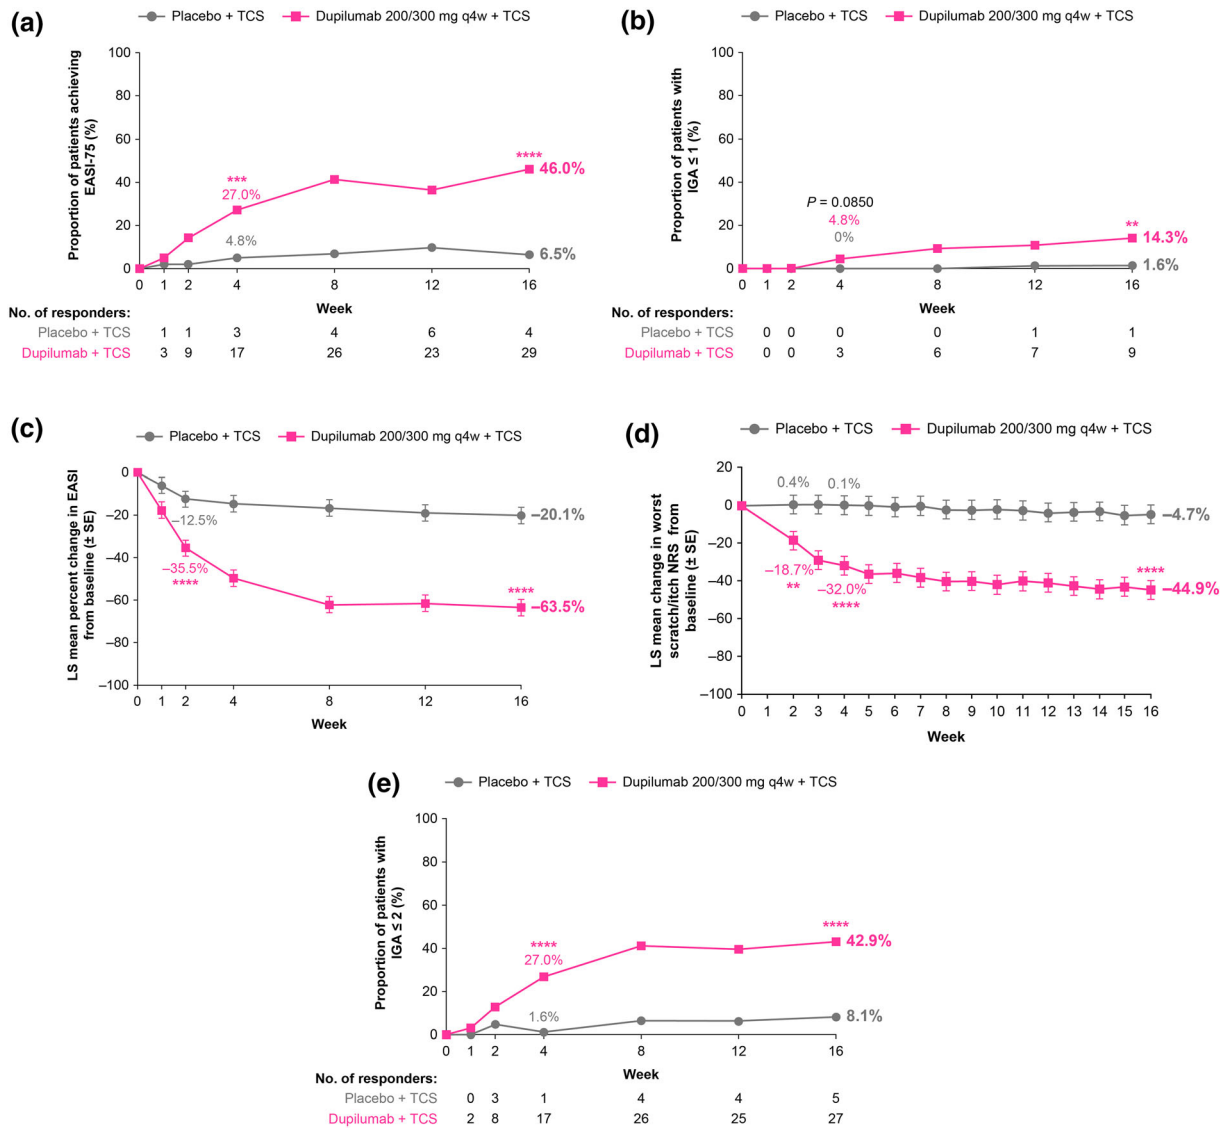 (a)
Placebo + TCS Dupilumab 200/300 mg q4w + TCS
Proportion of patients achieving
EASI-75 (%)
100
80
60
40
20
0
***
27.0%
4.8%
****
46.0%
6.5%
0 1 2 4 8 12 16
Week
No. of responders:
Placebo + TCS 1 1 3 4 6 4
Dupilumab + TCS 3 9 17 26 23 29
(b)
Placebo + TCS Dupilumab 200/300 mg q4w + TCS
Proportion of patients with
IGA ≤ 1 (%)
100
80
60
40
20
0
P = 0.0850
4.8%
0%
**
14.3%
1.6%
0 1 2 4 8 12 16
Week
No. of responders:
Placebo + TCS 0 0 0 0 1 1
Dupilumab + TCS 0 0 3 6 7 9
(c)
Placebo + TCS Dupilumab 200/300 mg q4w + TCS
LS mean percent change in EASI
from baseline (± SE)
0
–20
–40
–60
–80
–100
–12.5%
–35.5%
****
–20.1%
****
–63.5%
0 1 2 4 8 12 16
Week
(d)
Placebo + TCS Dupilumab 200/300 mg q4w + TCS
LS mean change in worst
scratch/itch NRS from
baseline (± SE)
20
0
–20
–40
–60
–80
–100
0.4% 0.1%
–4.7%
–18.7%
**
–32.0%
****
****
–44.9%
0 1 2 3 4 5 6 7 8 9 10 11 12 13 14 15 16
Week
(e)
Placebo + TCS Dupilumab 200/300 mg q4w + TCS
Proportion of patients with
IGA ≤ 2 (%)
100
80
60
40
20
0
****
27.0%
1.6%
****
42.9%
8.1%
0 1 2 4 8 12 16
Week
No. of responders:
Placebo + TCS 0 3 1 4 4 5
Dupilumab + TCS 2 8 17 26 25 27